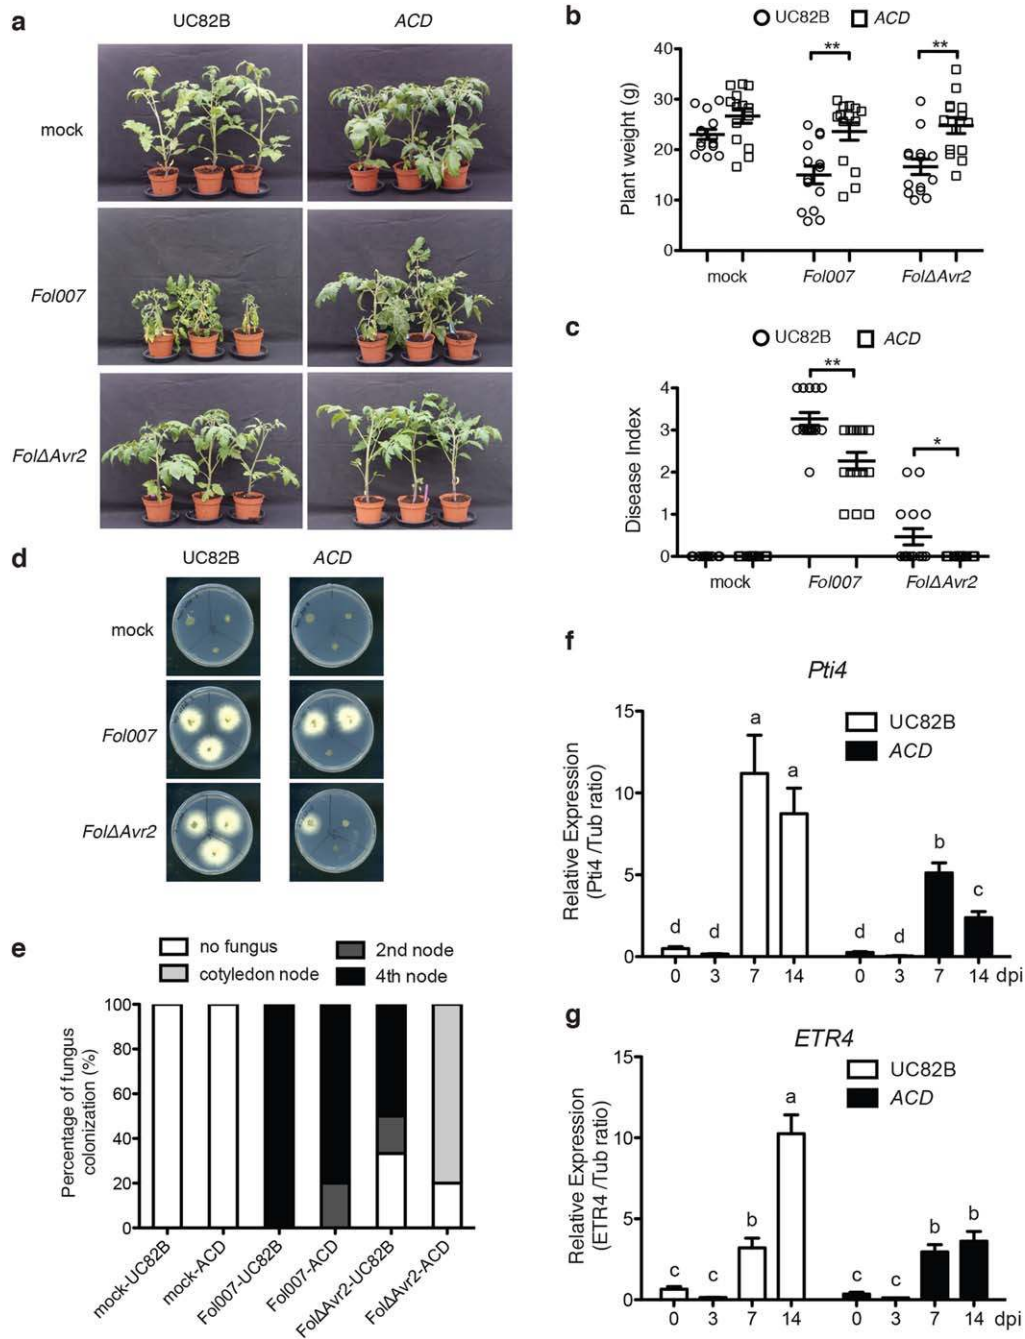 a
UC82B ACD
mock
Fol007
FolΔAvr2
b
UC82B ACD
Plant weight (g)
40
30
20
10
0
** **
mock Fol007 FolΔAvr2
c
UC82B ACD
Disease Index
4
3
2
1
0
**
*
mock Fol007 FolΔAvr2
d
UC82B ACD
mock
Fol007
FolΔAvr2
e
no fungus 2nd node
cotyledon node 4th node
Percentage of fungus
colonization (%)
100
80
60
40
20
0
mock-UC82B
mock-ACD
Fol007-UC82B
Fol007-ACD
FolΔAvr2-UC82B
FolΔAvr2-ACD
f
Pti4
UC82B
ACD
Relative Expression
(Pti4 /Tub ratio)
15
10
5
0
d d a a d d b c
0 3 7 14 0 3 7 14 dpi
g
ETR4
UC82B
ACD
Relative Expression
(ETR4 /Tub ratio)
15
10
5
0
c c b a c c b b
0 3 7 14 0 3 7 14 dpi